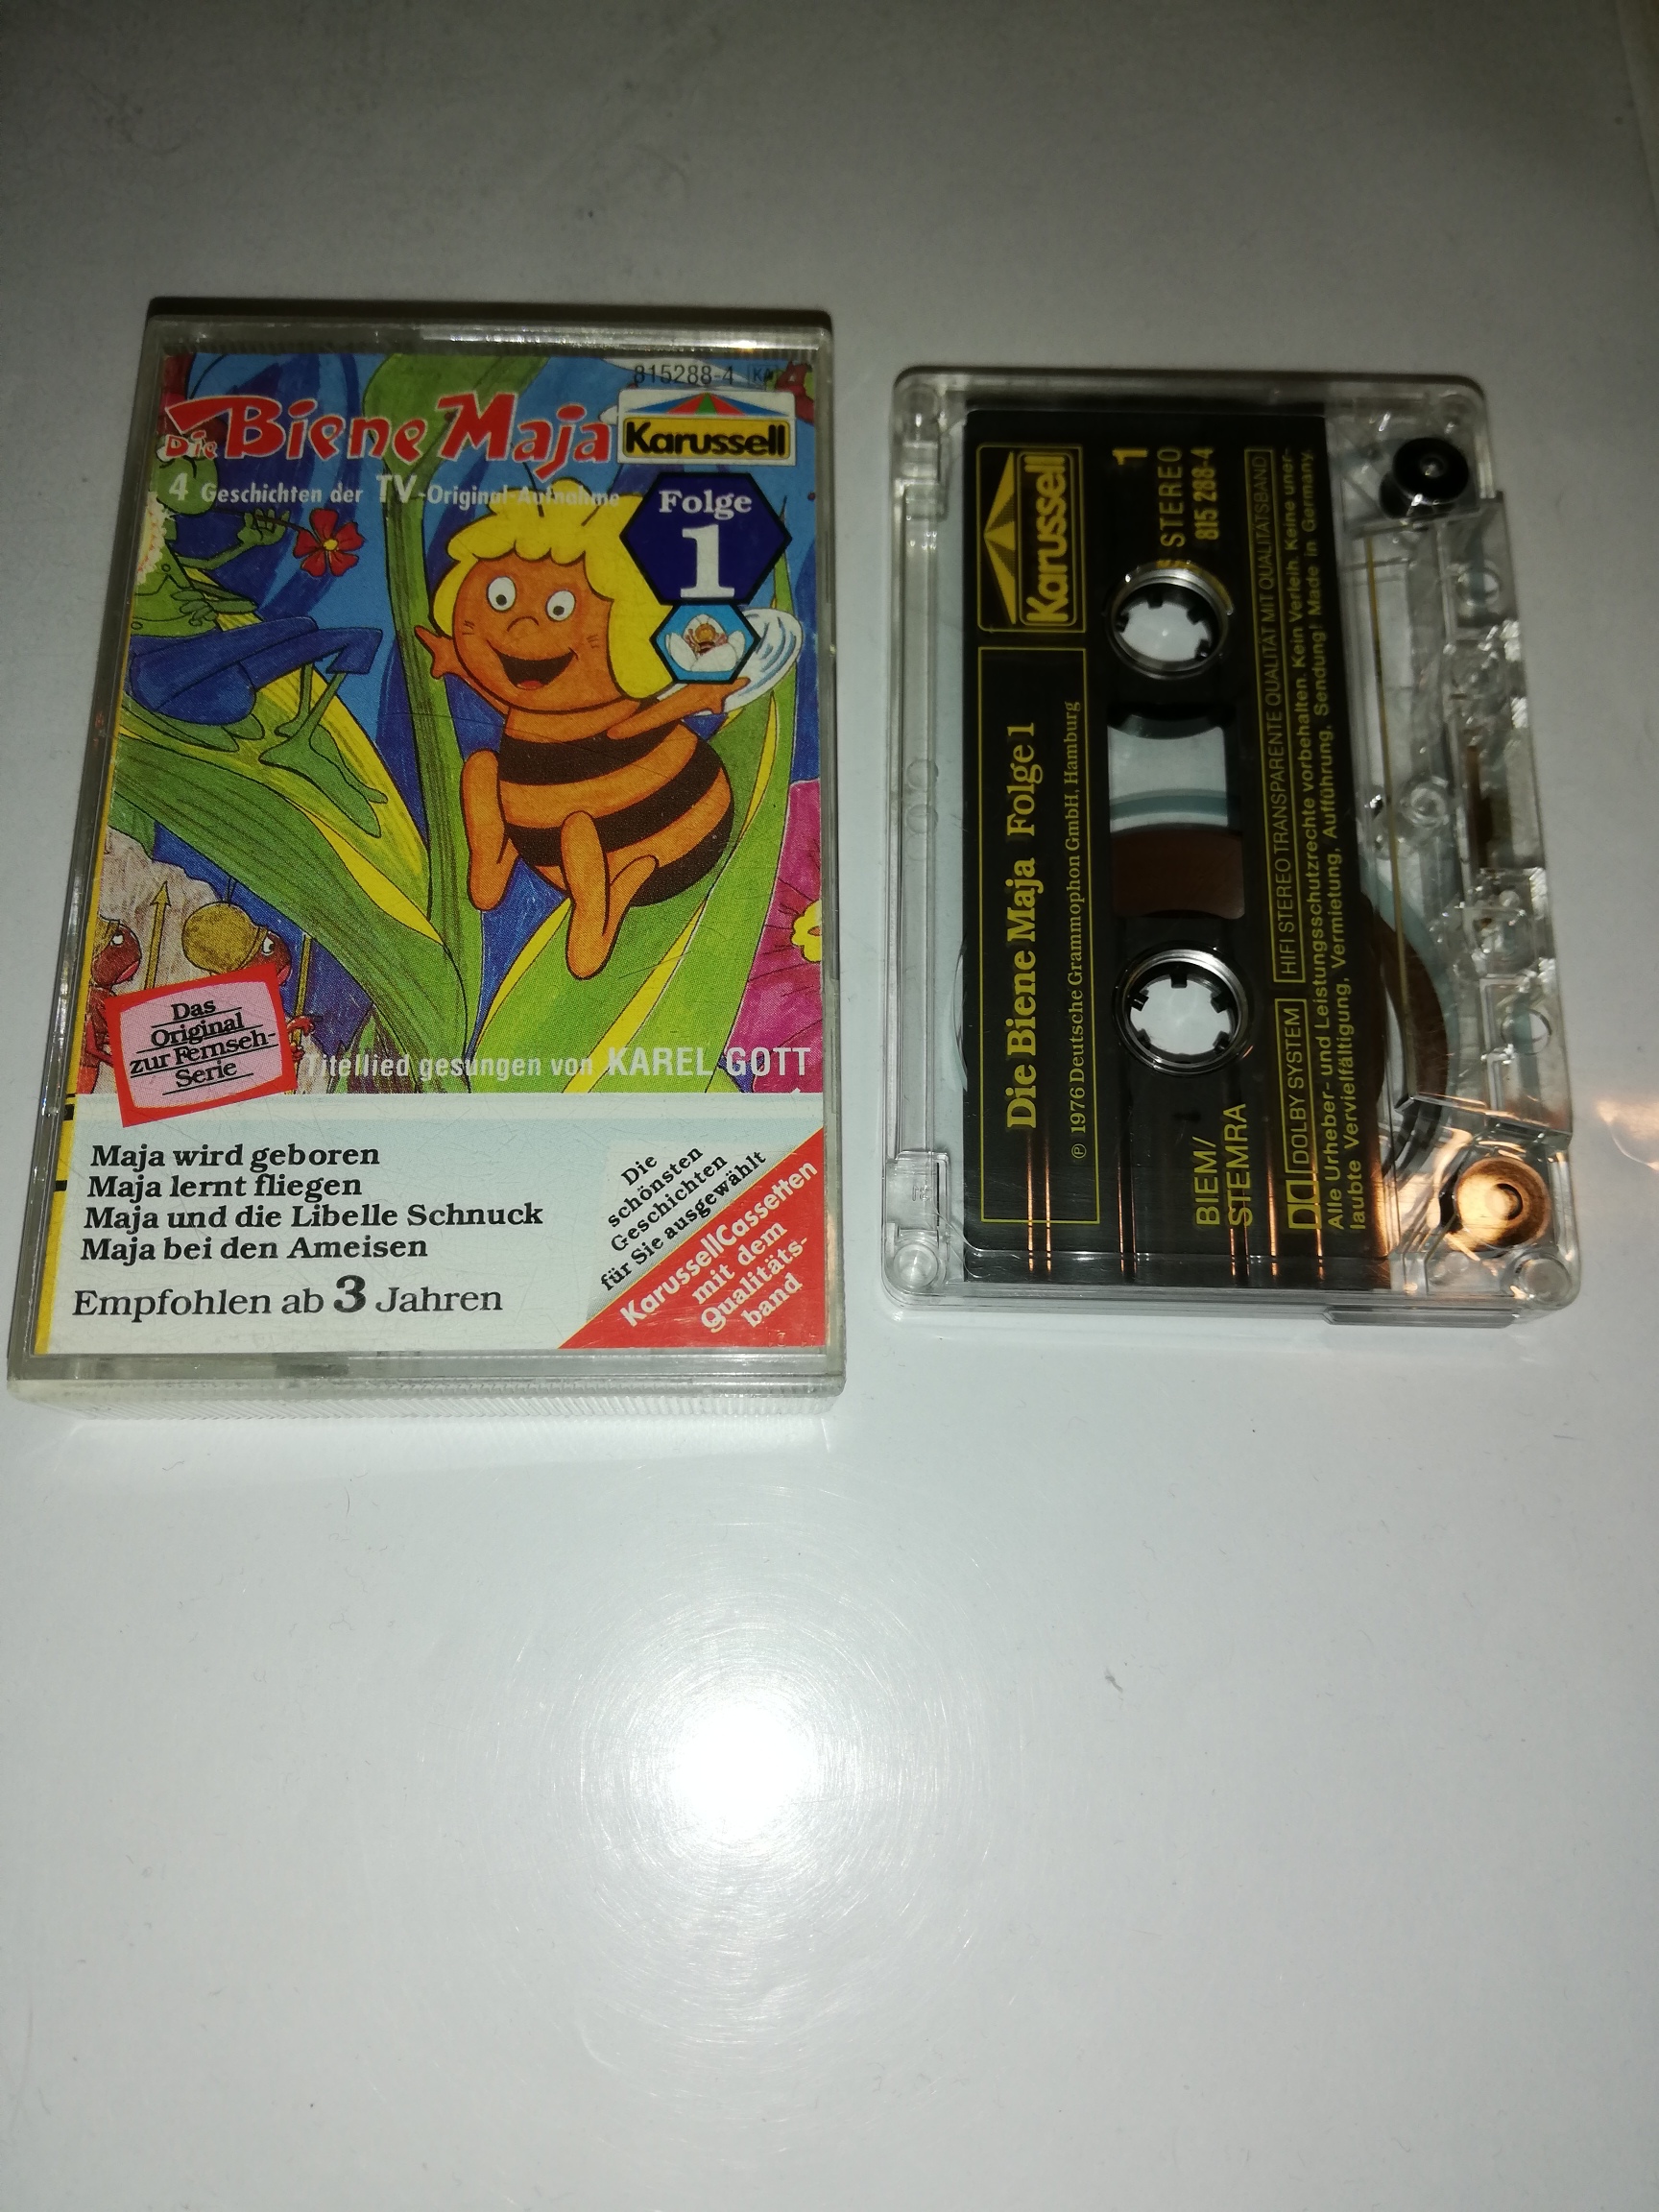 815288-4
Die Biene Maja
Karussell
4 Geschichten der TV-Original-Aufnahme
Folge
1
Das
Original
zur Fernseh-
Serie
Titellied gesungen von KAREL GOTT
Maja wird geboren
Maja lernt fliegen
Maja und die Libelle Schnuck
Maja bei den Ameisen
Empfohlen ab 3 Jahren
Die
schönsten
Geschichten
für Sie ausgewählt
KarussellCassetten
mit dem
Qualitäts-
band
Karussell
Die Biene Maja Folge 1
℗ 1976 Deutsche Grammophon GmbH, Hamburg
1
STEREO
815 288-4
BIEM/
STEMRA
DOLBY SYSTEM HIFI STEREO TRANSPARENTE QUALITÄT MIT QUALITÄTSBAND
Alle Urheber- und Leistungsschutzrechte vorbehalten. Kein Verleih. Keine uner-
laubte Vervielfältigung, Vermietung, Aufführung, Sendung! Made in Germany.